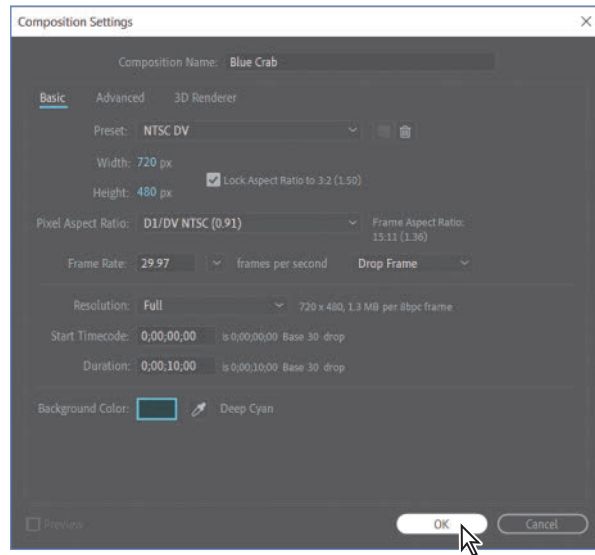 Composition Settings
Composition Name: Blue Crab
Basic Advanced 3D Renderer
Preset: NTSC DV
Width: 720 px
Lock Aspect Ratio to 3:2 (1.50)
Height: 480 px
Pixel Aspect Ratio: D1/DV NTSC (0.91) Frame Aspect Ratio:
15:11 (1.36)
Frame Rate: 29.97 frames per second Drop Frame
Resolution: Full 720 x 480, 1.3 MB per 8bpc frame
Start Timecode: 0;00;00;00 is 0;00;00;00 Base 30 drop
Duration: 0;00;10;00 is 0;00;10;00 Base 30 drop
Background Color: Deep Cyan
Preview OK Cancel